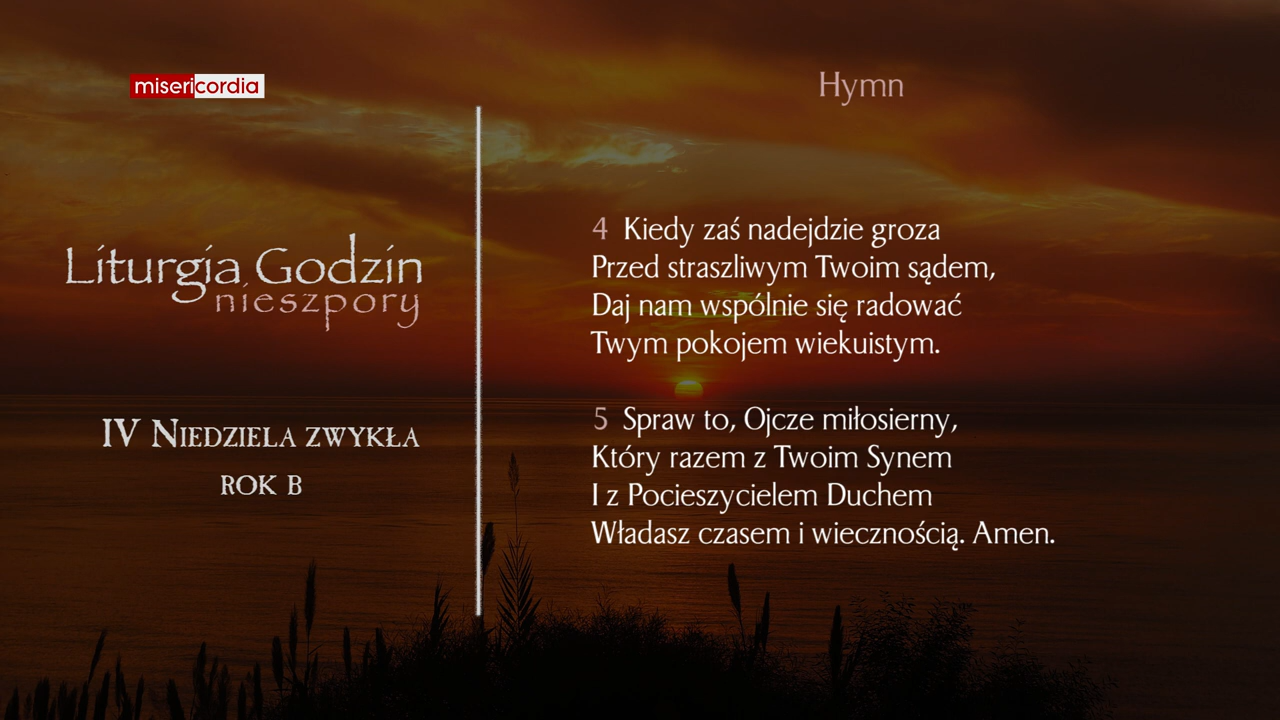 misericordia
Liturgia Godzin
nieszpory
IV Niedziela zwykła
rok B
Hymn
4 Kiedy zaś nadejdzie groza
Przed straszliwym Twoim sądem,
Daj nam wspólnie się radować
Twym pokojem wiekuistym.
5 Spraw to, Ojcze miłosierny,
Który razem z Twoim Synem
I z Pocieszycielem Duchem
Władasz czasem i wiecznością. Amen.